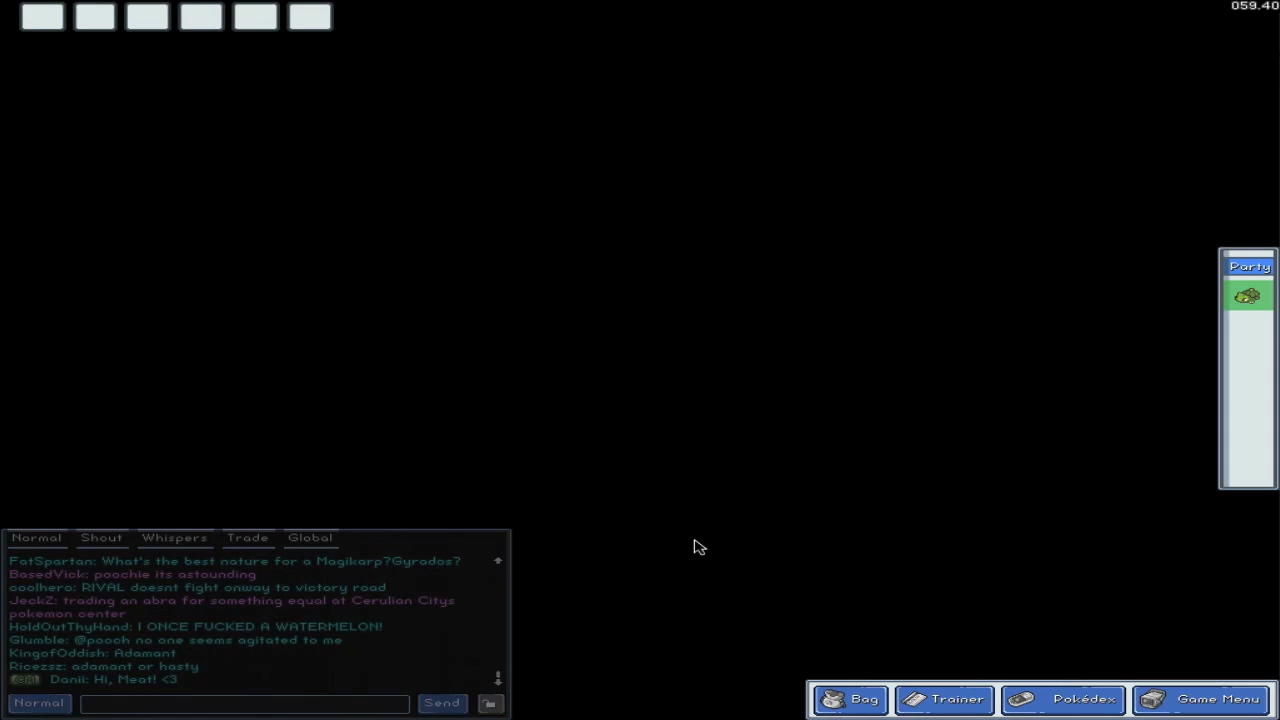 059.40
Party
Normal Shout Whispers Trade Global
FatSpartan: What's the best nature for a Magikarp?Gyrados?
BasedVick: poochie its astounding
coolhero: RIVAL doesnt fight onway to victory road
JeckZ: trading an abra for something equal at Cerulian Citys
pokemon center
HoldOutThyHand: I ONCE FUCKED A WATERMELON!
Glumble: @pooch no one seems agitated to me
KingofOddish: Adamant
Ricezsz: adamant or hasty
Danii: Hi, Meat! <3
Normal Send
Bag Trainer Pokédex Game Menu